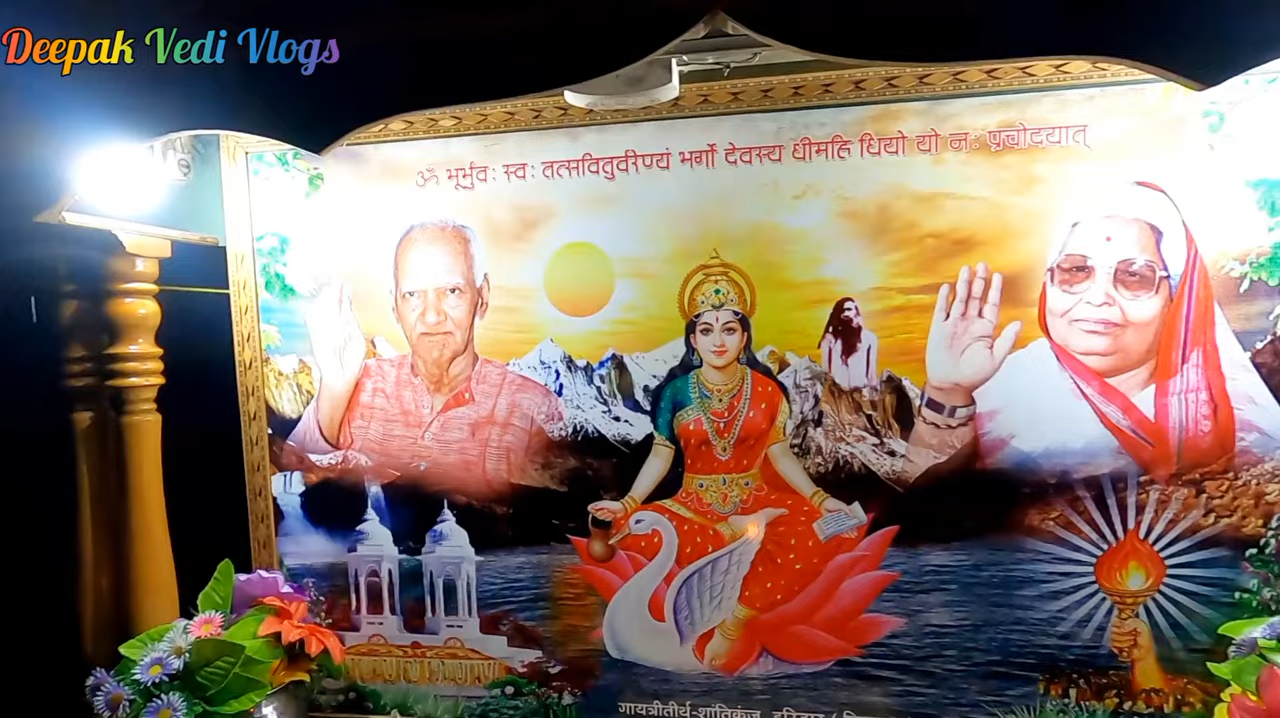 Deepak Vedi Vlogs
ॐ भूर्भुवः स्वः तत्सवितुर्वरेण्यं भर्गो देवस्य धीमहि धियो यो नः प्रचोदयात्
गायत्रीतीर्थ-शांतिकुंज, हरिद्वार